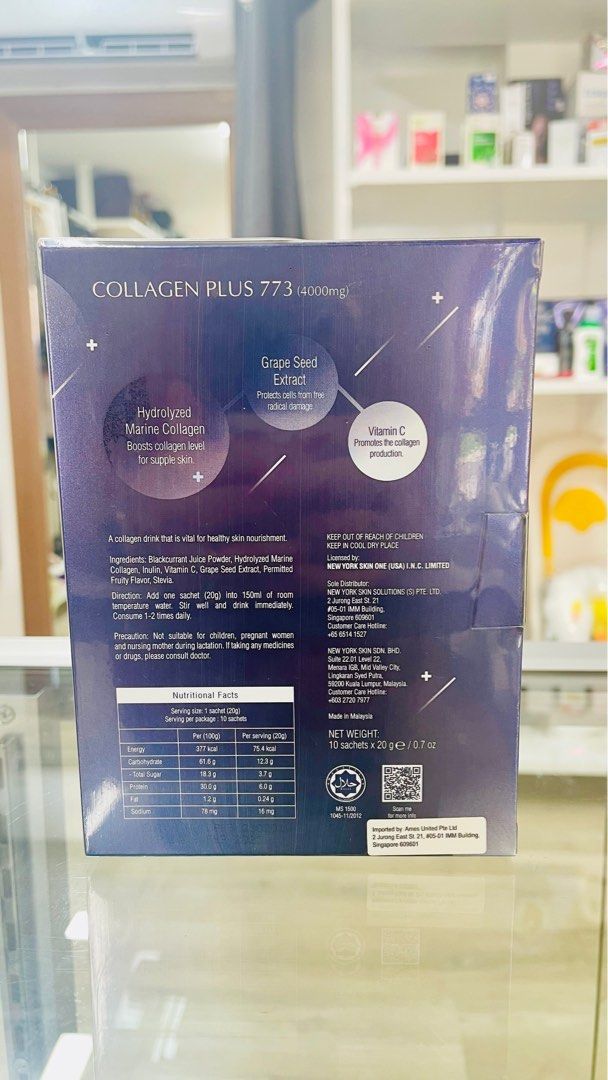 COLLAGEN PLUS 773 (4000mg)
Grape Seed
Extract
Protects cells from free
radical damage
Hydrolyzed
Marine Collagen
Boosts collagen level
for supple skin.
Vitamin C
Promotes the collagen
production.
A collagen drink that is vital for healthy skin nourishment.
Ingredients: Blackcurrant Juice Powder, Hydrolyzed Marine
Collagen, Inulin, Vitamin C, Grape Seed Extract, Permitted
Fruity Flavor, Stevia.
Direction: Add one sachet (20g) into 150ml of room
temperature water. Stir well and drink immediately.
Consume 1-2 times daily.
Precaution: Not suitable for children, pregnant women
and nursing mother during lactation. If taking any medicines
or drugs, please consult doctor.
Nutritional Facts
Serving size: 1 sachet (20g)
Serving per package : 10 sachets
Per (100g) Per serving (20g)
Energy 377 kcal 75.4 kcal
Carbohydrate 61.6 g 12.3 g
- Total Sugar 18.3 g 3.7 g
Protein 30.0 g 6.0 g
Fat 1.2 g 0.24 g
Sodium 78 mg 16 mg
KEEP OUT OF REACH OF CHILDREN
KEEP IN COOL DRY PLACE
Licensed by:
NEW YORK SKIN ONE (USA) I.N.C. LIMITED
Sole Distributor:
NEW YORK SKIN SOLUTIONS (S) PTE. LTD.
2 Jurong East St. 21
#05-01 IMM Building,
Singapore 609601
Customer Care Hotline:
+65 6514 1527
NEW YORK SKIN SDN. BHD.
Suite 22.01 Level 22,
Menara IGB, Mid Valley City,
Lingkaran Syed Putra,
59200 Kuala Lumpur, Malaysia.
Customer Care Hotline:
+603 2720 7977
Made in Malaysia
NET WEIGHT:
10 sachets x 20 g ℮ / 0.7 oz
حلال
MS 1500
1045-11/2012
Scan me
for more info
Imported by: Ames United Pte Ltd
2 Jurong East St. 21, #05-01 IMM Building,
Singapore 609601